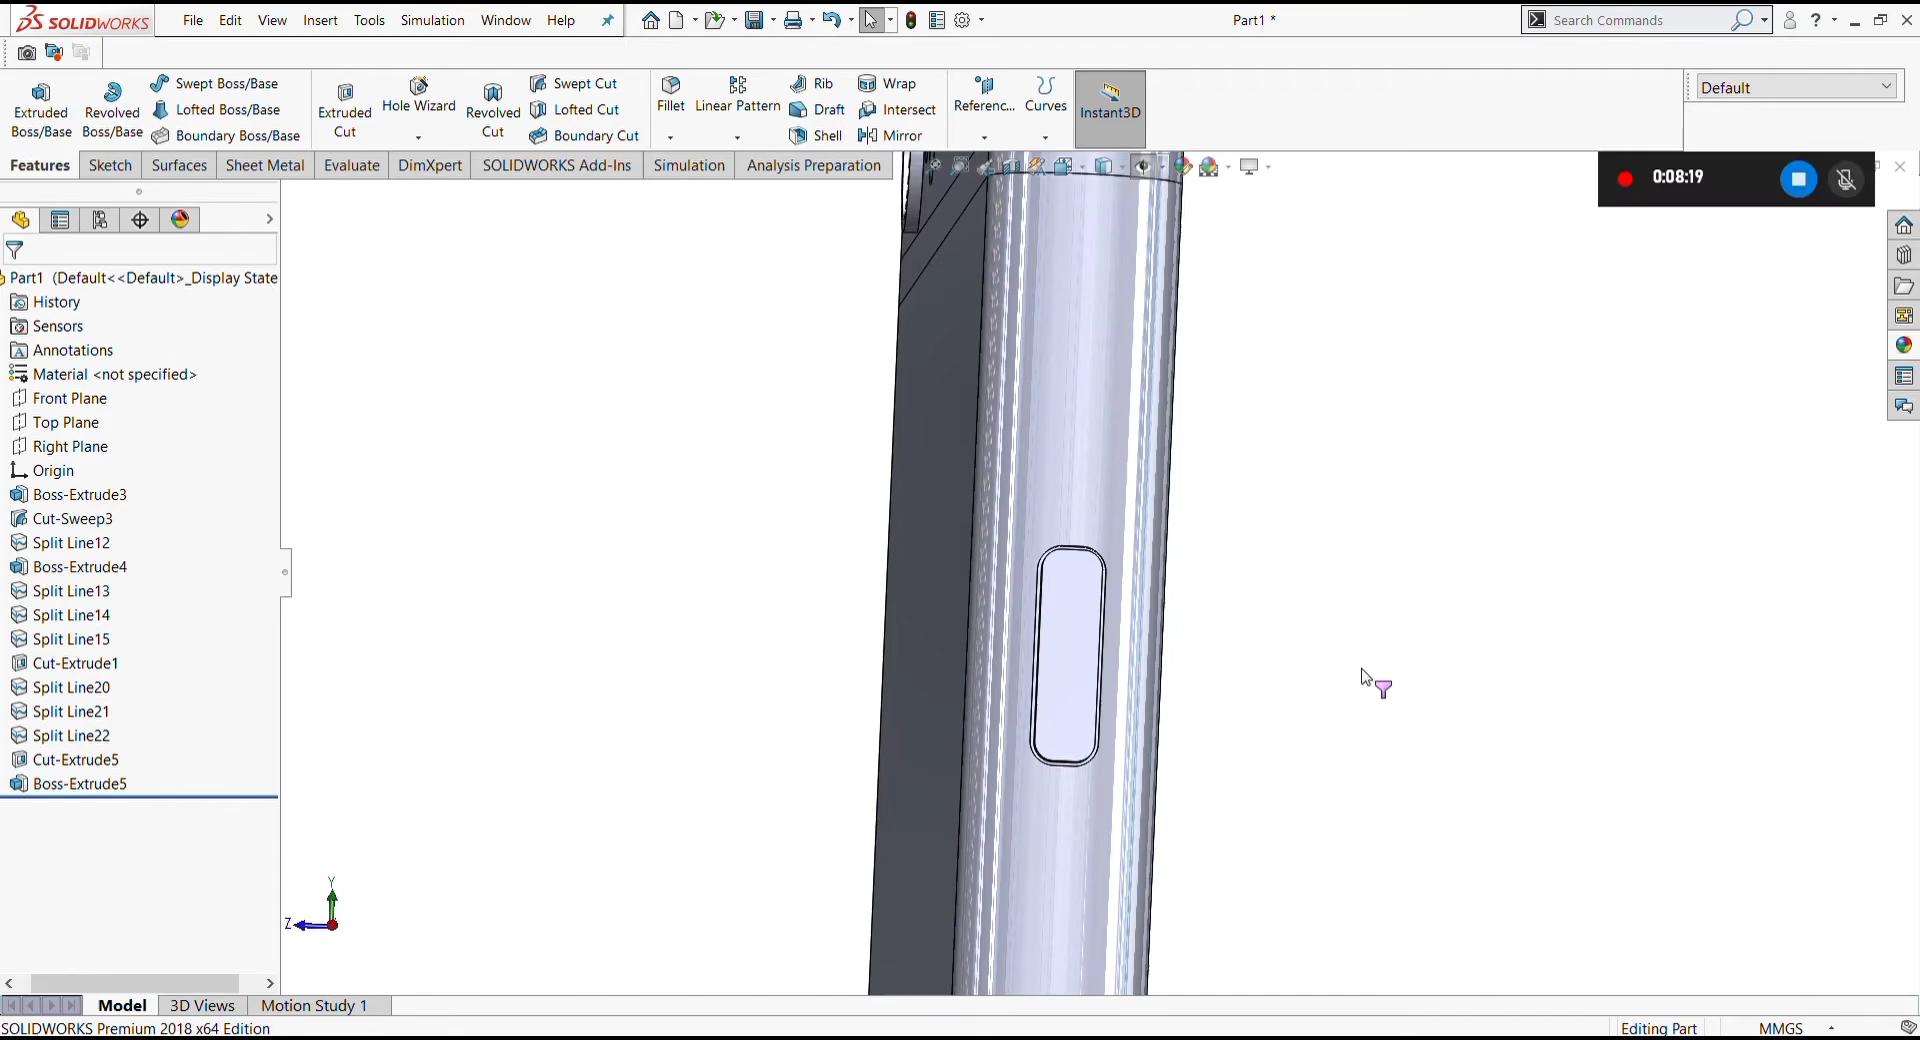 SOLIDWORKS File Edit View Insert Tools Simulation Window Help Part1 * Search Commands ?
Extruded Boss/Base
Revolved Boss/Base
Swept Boss/Base
Lofted Boss/Base
Boundary Boss/Base
Extruded Cut
Hole Wizard
Revolved Cut
Swept Cut
Lofted Cut
Boundary Cut
Fillet
Linear Pattern
Rib
Draft
Shell
Wrap
Intersect
Mirror
Referenc...
Curves
Instant3D
Default
Features Sketch Surfaces Sheet Metal Evaluate DimXpert SOLIDWORKS Add-Ins Simulation Analysis Preparation
0:08:19
Part1 (Default<<Default>_Display State
History
Sensors
Annotations
Material <not specified>
Front Plane
Top Plane
Right Plane
Origin
Boss-Extrude3
Cut-Sweep3
Split Line12
Boss-Extrude4
Split Line13
Split Line14
Split Line15
Cut-Extrude1
Split Line20
Split Line21
Split Line22
Cut-Extrude5
Boss-Extrude5
Y
Z
Model 3D Views Motion Study 1
SOLIDWORKS Premium 2018 x64 Edition Editing Part MMGS